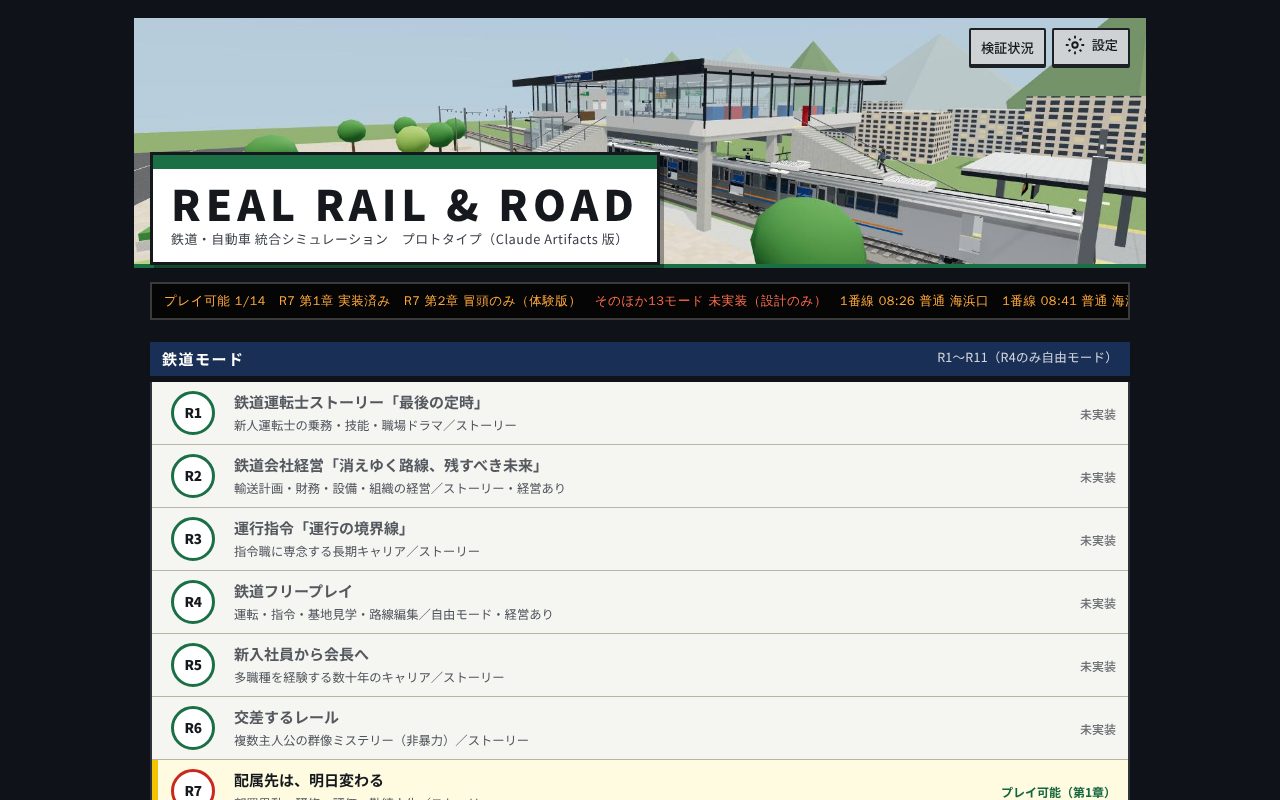 検証状況
設定
REAL RAIL & ROAD
鉄道・自動車 統合シミュレーション　プロトタイプ（Claude Artifacts 版）
プレイ可能 1/14　R7 第1章 実装済み　R7 第2章 冒頭のみ（体験版）　そのほか13モード 未実装（設計のみ）　1番線 08:26 普通 海浜口　1番線 08:41 普通
鉄道モード
R1〜R11（R4のみ自由モード）
R1
鉄道運転士ストーリー「最後の定時」
新人運転士の乗務・技能・職場ドラマ／ストーリー
未実装
R2
鉄道会社経営「消えゆく路線、残すべき未来」
輸送計画・財務・設備・組織の経営／ストーリー・経営あり
未実装
R3
運行指令「運行の境界線」
指令職に専念する長期キャリア／ストーリー
未実装
R4
鉄道フリープレイ
運転・指令・基地見学・路線編集／自由モード・経営あり
未実装
R5
新入社員から会長へ
多職種を経験する数十年のキャリア／ストーリー
未実装
R6
交差するレール
複数主人公の群像ミステリー（非暴力）／ストーリー
未実装
R7
配属先は、明日変わる
プレイ可能（第1章）